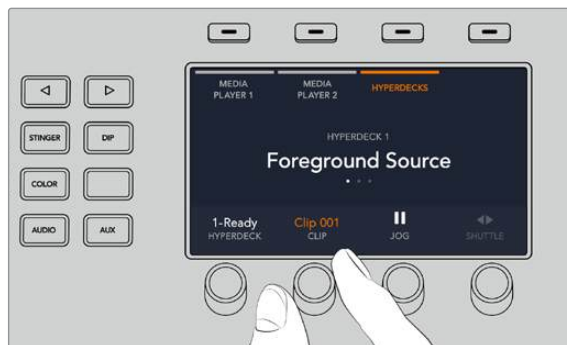 MEDIA PLAYER 1
MEDIA PLAYER 2
HYPERDECKS
STINGER
DIP
HYPERDECK 1
Foreground Source
COLOR
AUDIO
AUX
1-Ready
HYPERDECK
Clip 001
CLIP
JOG
SHUTTLE